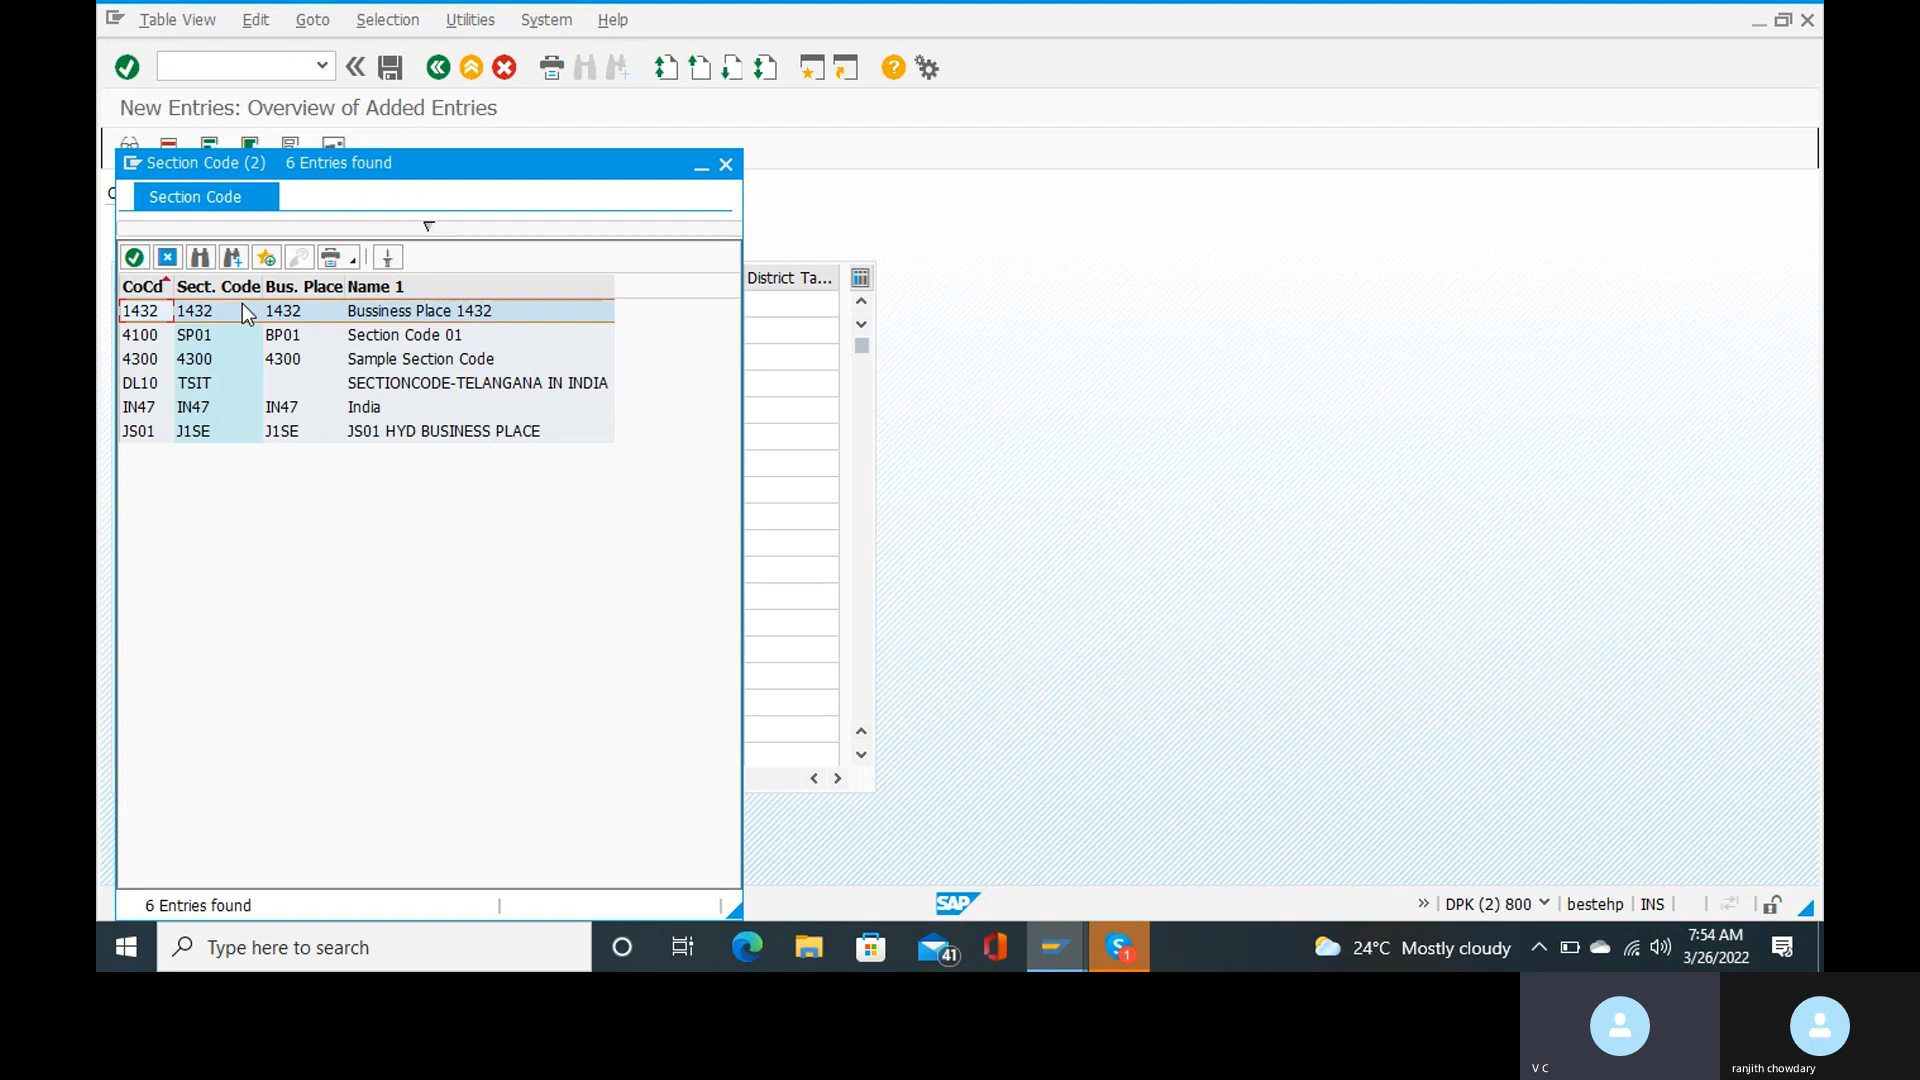 Table View Edit Goto Selection Utilities System Help
New Entries: Overview of Added Entries
Section Code (2) 6 Entries found
Section Code
CoCd Sect. Code Bus. Place Name 1
1432 1432 1432 Bussiness Place 1432
4100 SP01 BP01 Section Code 01
4300 4300 4300 Sample Section Code
DL10 TSIT SECTIONCODE-TELANGANA IN INDIA
IN47 IN47 IN47 India
JS01 J1SE J1SE JS01 HYD BUSINESS PLACE
District Ta...
6 Entries found
SAP
DPK (2) 800 bestehp INS
Type here to search
41
1
24°C Mostly cloudy
7:54 AM
3/26/2022
V C
ranjith chowdary